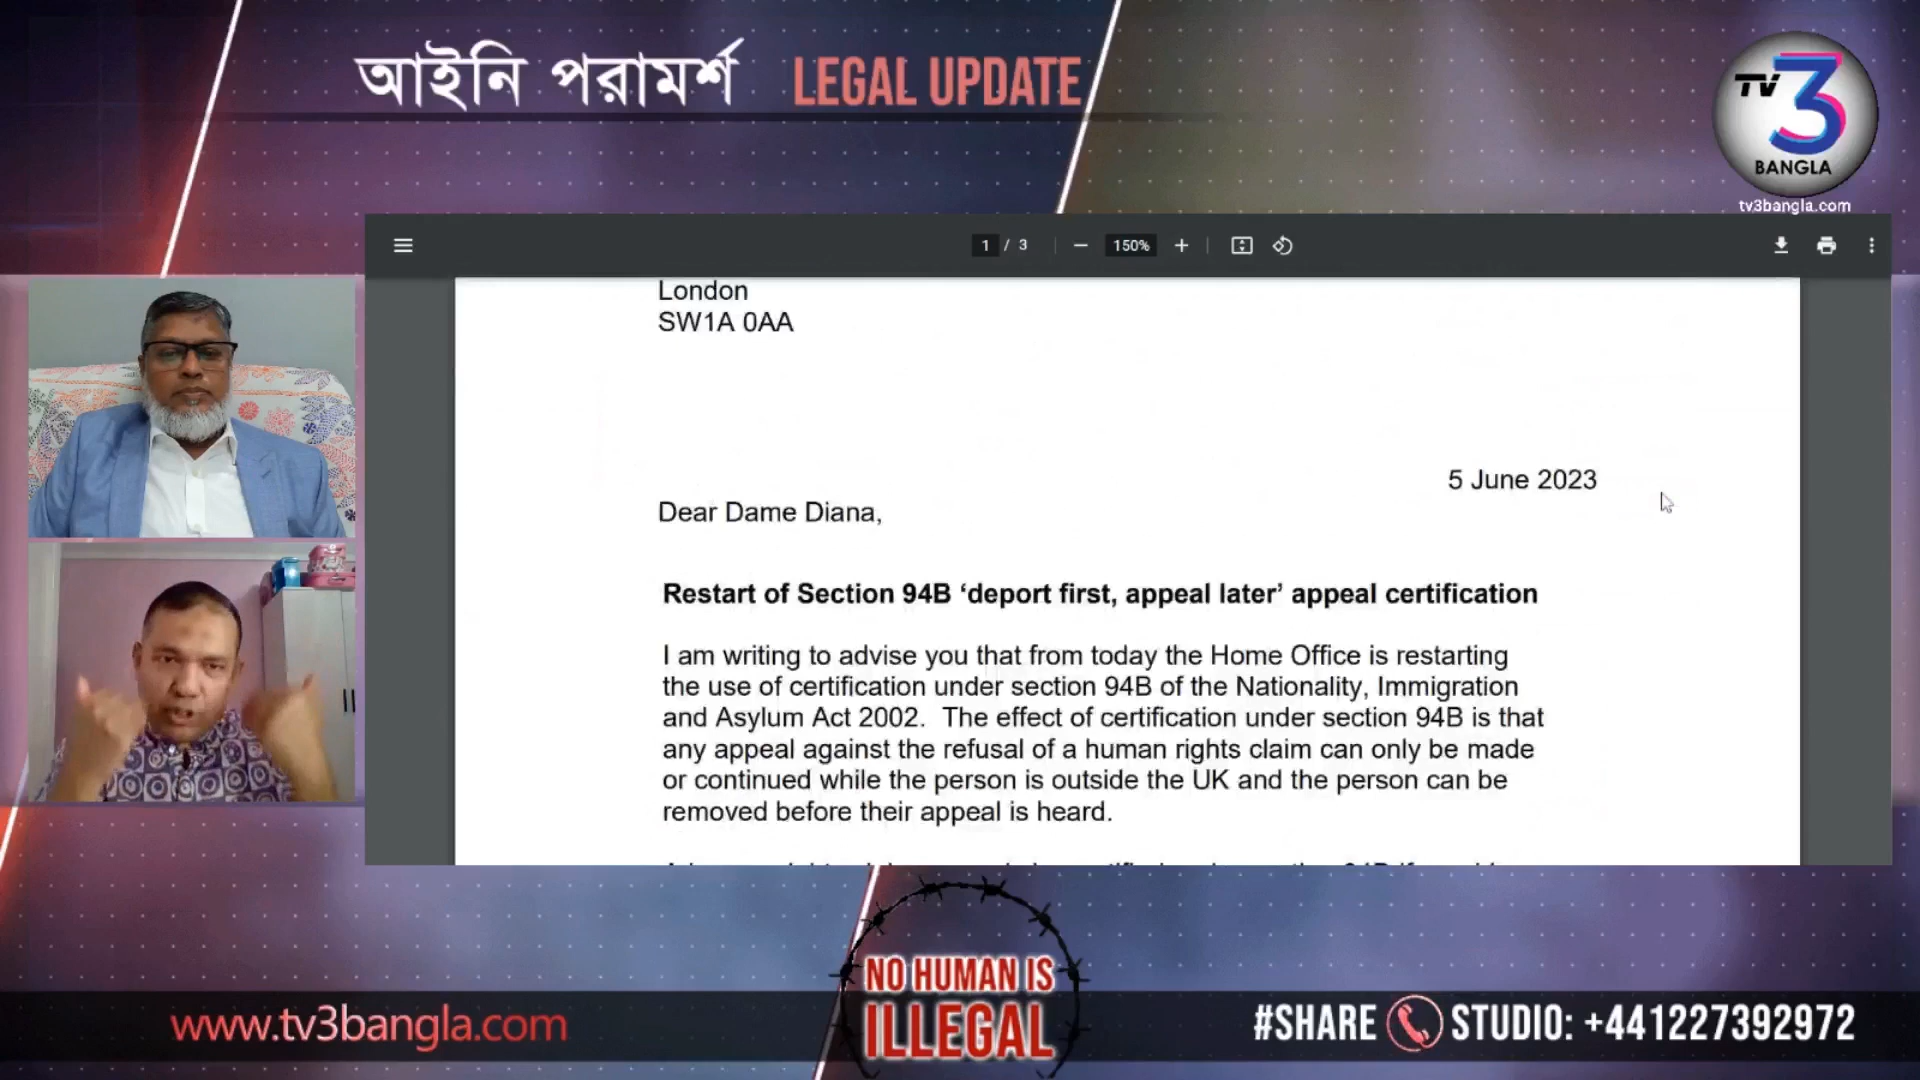 আইনি পরামর্শ LEGAL UPDATE
TV 3
BANGLA
tv3bangla.com
1 / 3
150%
London
SW1A 0AA
5 June 2023
Dear Dame Diana,
Restart of Section 94B ‘deport first, appeal later’ appeal certification
I am writing to advise you that from today the Home Office is restarting
the use of certification under section 94B of the Nationality, Immigration
and Asylum Act 2002. The effect of certification under section 94B is that
any appeal against the refusal of a human rights claim can only be made
or continued while the person is outside the UK and the person can be
removed before their appeal is heard.
NO HUMAN IS
ILLEGAL
www.tv3bangla.com
#SHARE STUDIO: +441227392972